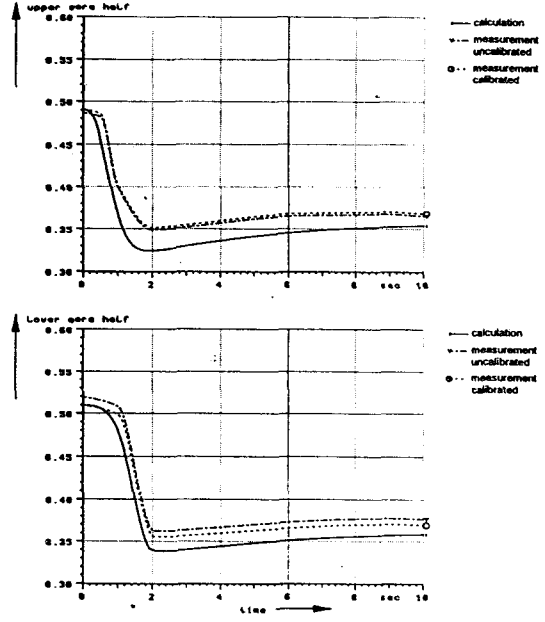 upper core half
0.60
0.55
0.50
0.45
0.40
0.35
0.30
0 2 4 6 8 sec 10
calculation
measurement
uncalibrated
measurement
calibrated
Lower core half
0.60
0.55
0.50
0.45
0.40
0.35
0.30
0 2 4 6 8 sec 10
time
calculation
measurement
uncalibrated
measurement
calibrated